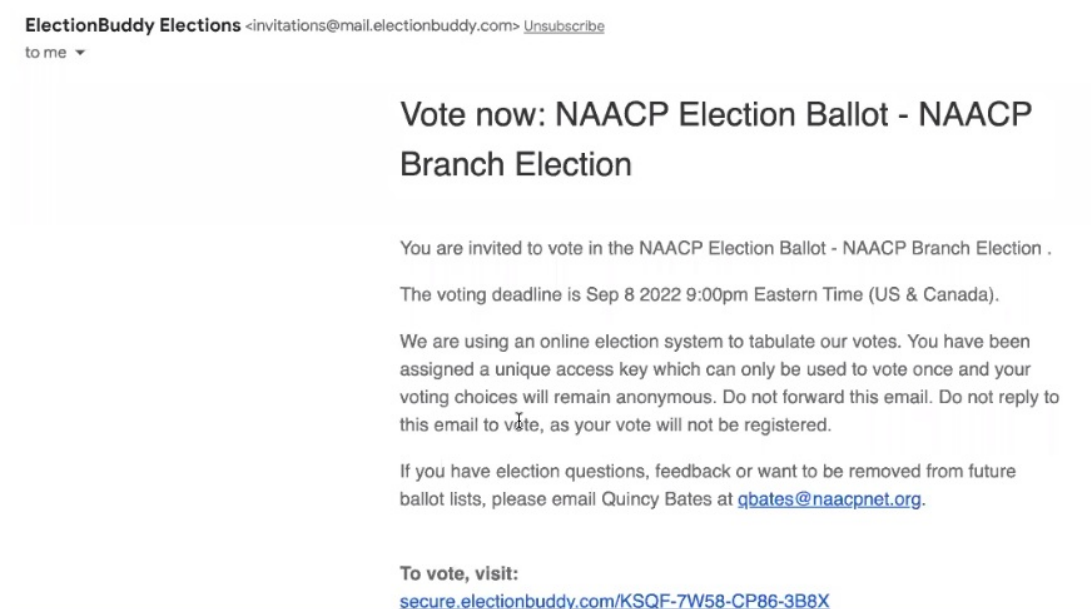 ElectionBuddy Elections <invitations@mail.electionbuddy.com> Unsubscribe
to me
Vote now: NAACP Election Ballot - NAACP
Branch Election
You are invited to vote in the NAACP Election Ballot - NAACP Branch Election .
The voting deadline is Sep 8 2022 9:00pm Eastern Time (US & Canada).
We are using an online election system to tabulate our votes. You have been
assigned a unique access key which can only be used to vote once and your
voting choices will remain anonymous. Do not forward this email. Do not reply to
this email to vote, as your vote will not be registered.
If you have election questions, feedback or want to be removed from future
ballot lists, please email Quincy Bates at qbates@naacpnet.org.
To vote, visit:
secure.electionbuddy.com/KSQF-7W58-CP86-3B8X